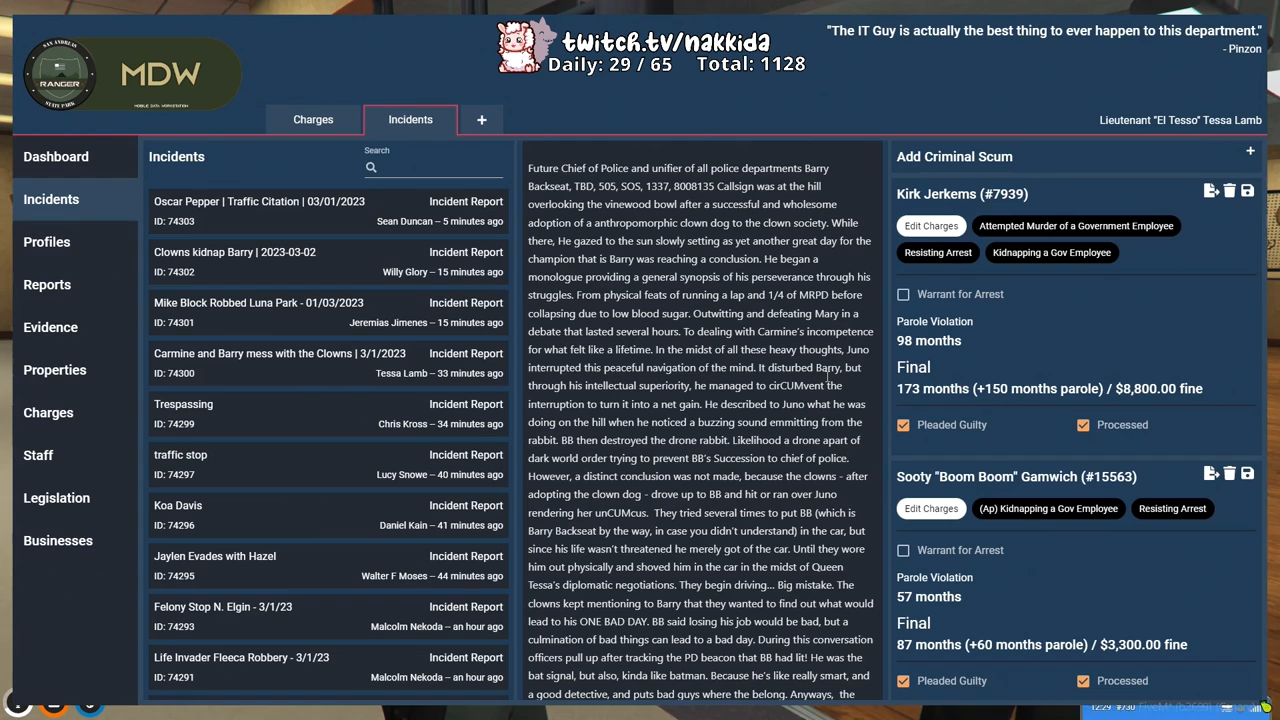 twitch.tv/nakkida
Daily: 29 / 65 Total: 1128
"The IT Guy is actually the best thing to ever happen to this department."
- Pinzon
SAN ANDREAS
RANGER
STATE PARK
MDW
MOBILE DATA WORKSTATION
Charges
Incidents
+
Lieutenant "El Tesso" Tessa Lamb
Dashboard
Incidents
Profiles
Reports
Evidence
Properties
Charges
Staff
Legislation
Businesses
Incidents
Search
Oscar Pepper | Traffic Citation | 03/01/2023 Incident Report
ID: 74303 Sean Duncan – 5 minutes ago
Clowns kidnap Barry | 2023-03-02 Incident Report
ID: 74302 Willy Glory – 15 minutes ago
Mike Block Robbed Luna Park - 01/03/2023 Incident Report
ID: 74301 Jeremias Jimenes – 15 minutes ago
Carmine and Barry mess with the Clowns | 3/1/2023 Incident Report
ID: 74300 Tessa Lamb – 33 minutes ago
Trespassing Incident Report
ID: 74299 Chris Kross – 34 minutes ago
traffic stop Incident Report
ID: 74297 Lucy Snowe – 40 minutes ago
Koa Davis Incident Report
ID: 74296 Daniel Kain – 41 minutes ago
Jaylen Evades with Hazel Incident Report
ID: 74295 Walter F Moses – 44 minutes ago
Felony Stop N. Elgin - 3/1/23 Incident Report
ID: 74293 Malcolm Nekoda – an hour ago
Life Invader Fleeca Robbery - 3/1/23 Incident Report
ID: 74291 Malcolm Nekoda – an hour ago
Future Chief of Police and unifier of all police departments Barry
Backseat, TBD, 505, SOS, 1337, 8008135 Callsign was at the hill
overlooking the vinewood bowl after a successful and wholesome
adoption of a anthropomorphic clown dog to the clown society. While
there, He gazed to the sun slowly setting as yet another great day for the
champion that is Barry was reaching a conclusion. He began a
monologue providing a general synopsis of his perseverance through his
struggles. From physical feats of running a lap and 1/4 of MRPD before
collapsing due to low blood sugar. Outwitting and defeating Mary in a
debate that lasted several hours. To dealing with Carmine's incompetence
for what felt like a lifetime. In the midst of all these heavy thoughts, Juno
interrupted this peaceful navigation of the mind. It disturbed Barry, but
through his intellectual superiority, he managed to cirCUMvent the
interruption to turn it into a net gain. He described to Juno what he was
doing on the hill when he noticed a buzzing sound emmitting from the
rabbit. BB then destroyed the drone rabbit. Likelihood a drone apart of
dark world order trying to prevent BB's Succession to chief of police.
However, a distinct conclusion was not made, because the clowns - after
adopting the clown dog - drove up to BB and hit or ran over Juno
rendering her unCUMcus. They tried several times to put BB (which is
Barry Backseat by the way, in case you didn't understand) in the car, but
since his life wasn't threatened he merely got of the car. Until they wore
him out physically and shoved him in the car in the midst of Queen
Tessa's diplomatic negotiations. They begin driving... Big mistake. The
clowns kept mentioning to Barry that they wanted to find out what would
lead to his ONE BAD DAY. BB said losing his job would be bad, but a
culmination of bad things can lead to a bad day. During this conversation
officers pull up after tracking the PD beacon that BB had lit! He was the
bat signal, but also, kinda like batman. Because he's like really smart, and
a good detective, and puts bad guys where the belong. Anyways, the
Add Criminal Scum +
Kirk Jerkems (#7939)
Edit Charges Attempted Murder of a Government Employee
Resisting Arrest Kidnapping a Gov Employee
Warrant for Arrest
Parole Violation
98 months
Final
173 months (+150 months parole) / $8,800.00 fine
Pleaded Guilty Processed
Sooty "Boom Boom" Gamwich (#15563)
Edit Charges (Ap) Kidnapping a Gov Employee Resisting Arrest
Warrant for Arrest
Parole Violation
57 months
Final
87 months (+60 months parole) / $3,300.00 fine
Pleaded Guilty Processed